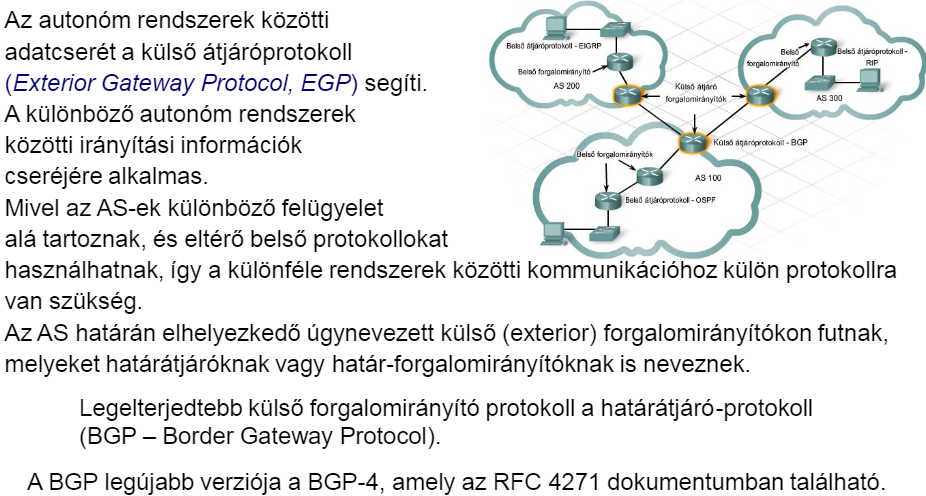 Az autonóm rendszerek közötti
adatcserét a külső átjáróprotokoll
(Exterior Gateway Protocol, EGP) segíti.
A különböző autonóm rendszerek
közötti irányítási információk
cseréjére alkalmas.
Mivel az AS-ek különböző felügyelet
alá tartoznak, és eltérő belső protokollokat
használhatnak, így a különféle rendszerek közötti kommunikációhoz külön protokollra
van szükség.
Az AS határán elhelyezkedő úgynevezett külső (exterior) forgalomirányítókon futnak,
melyeket határátjáróknak vagy határ-forgalomirányítóknak is neveznek.
Legelterjedtebb külső forgalomirányító protokoll a határátjáró-protokoll
(BGP – Border Gateway Protocol).
A BGP legújabb verziója a BGP-4, amely az RFC 4271 dokumentumban található.
Belső átjáróprotokoll - EIGRP
Belső forgalomirányító
AS 200
Külső átjáró
forgalomirányítók
Belső
forgalomirányító
Belső átjáróprotokoll -
RIP
AS 300
Külső átjáróprotokoll - BGP
Belső forgalomirányítók
AS 100
Belső átjáróprotokoll - OSPF